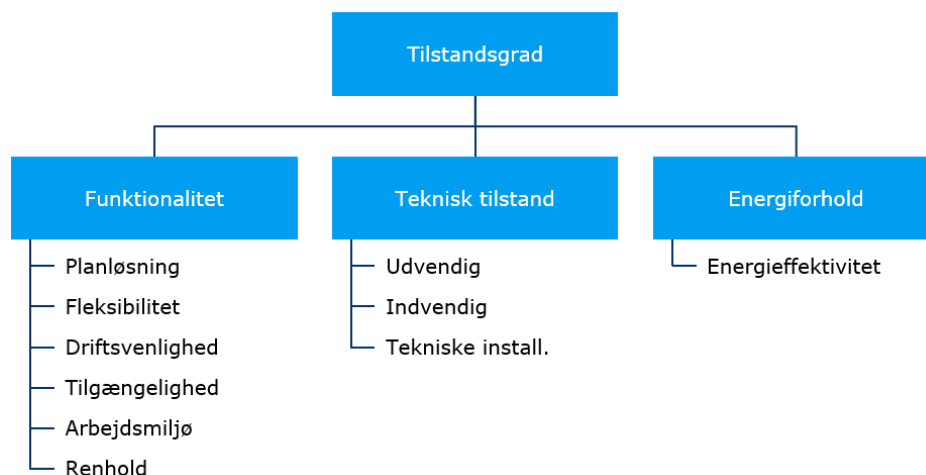 Tilstandsgrad
Funktionalitet
Planløsning
Fleksibilitet
Driftsvenlighed
Tilgængelighed
Arbejdsmiljø
Renhold
Teknisk tilstand
Udvendig
Indvendig
Tekniske install.
Energiforhold
Energieffektivitet